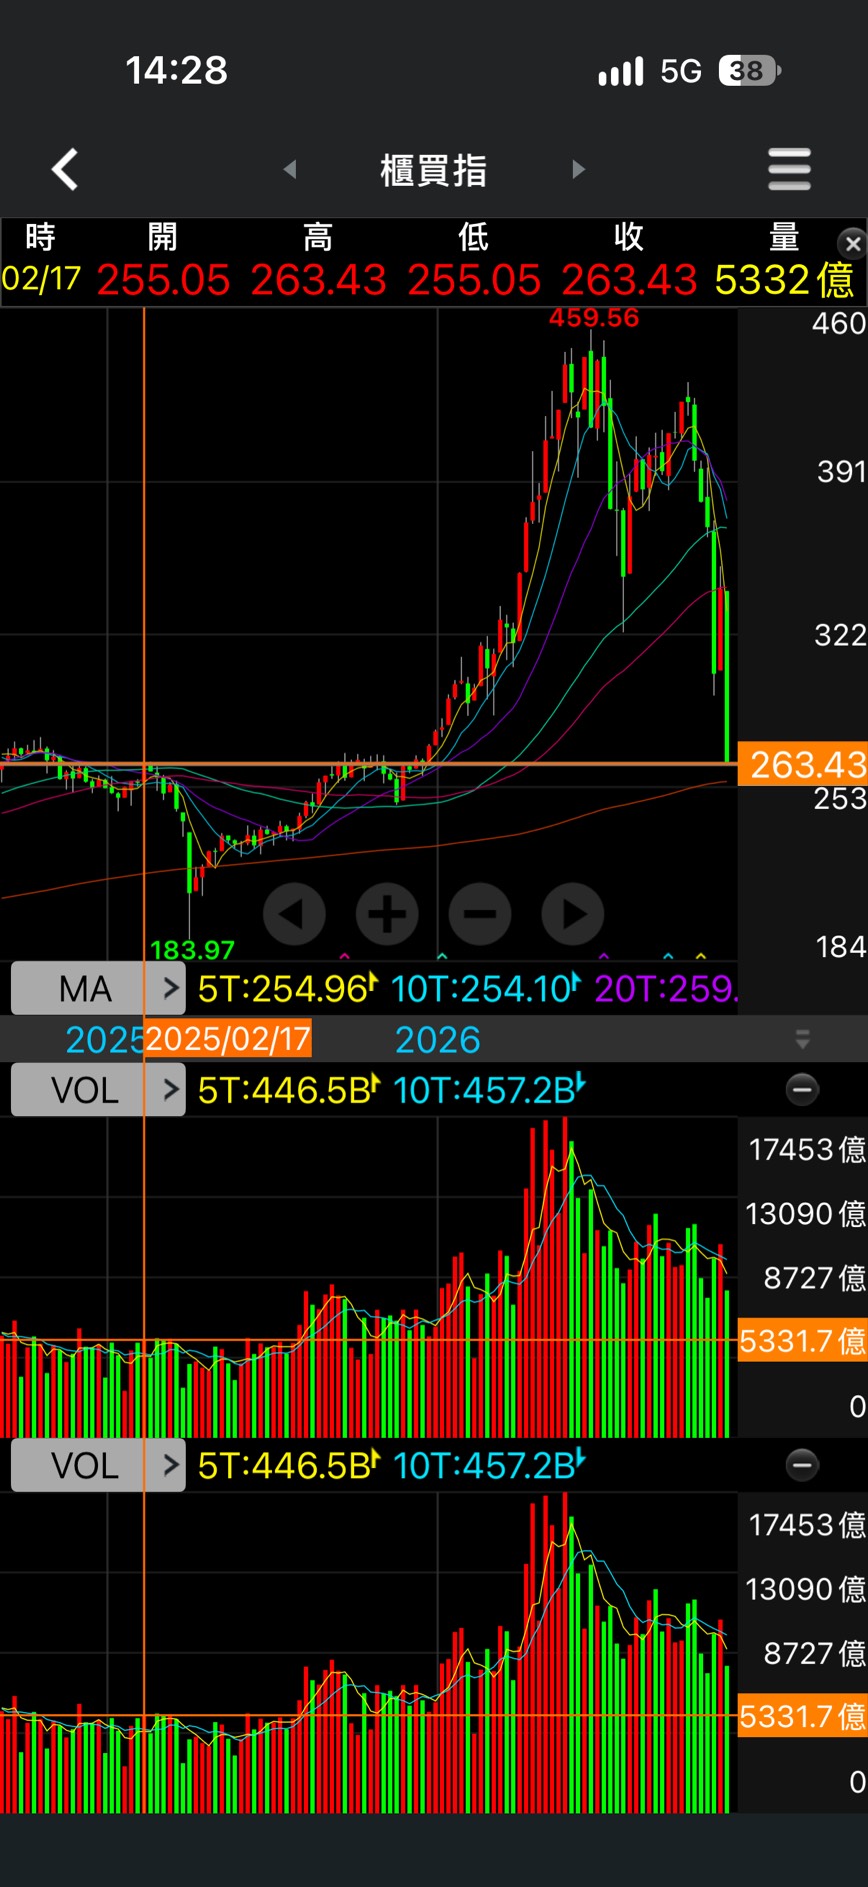 14:28 5G 38
櫃買指
時 開 高 低 收 量
02/17 255.05 263.43 255.05 263.43 5332億
459.56
460
391
322
263.43
253
183.97
184
MA 5T:254.96 10T:254.10 20T:259.
2025 2025/02/17 2026
VOL 5T:446.5B 10T:457.2B
17453億
13090億
8727億
5331.7億
0
VOL 5T:446.5B 10T:457.2B
17453億
13090億
8727億
5331.7億
0